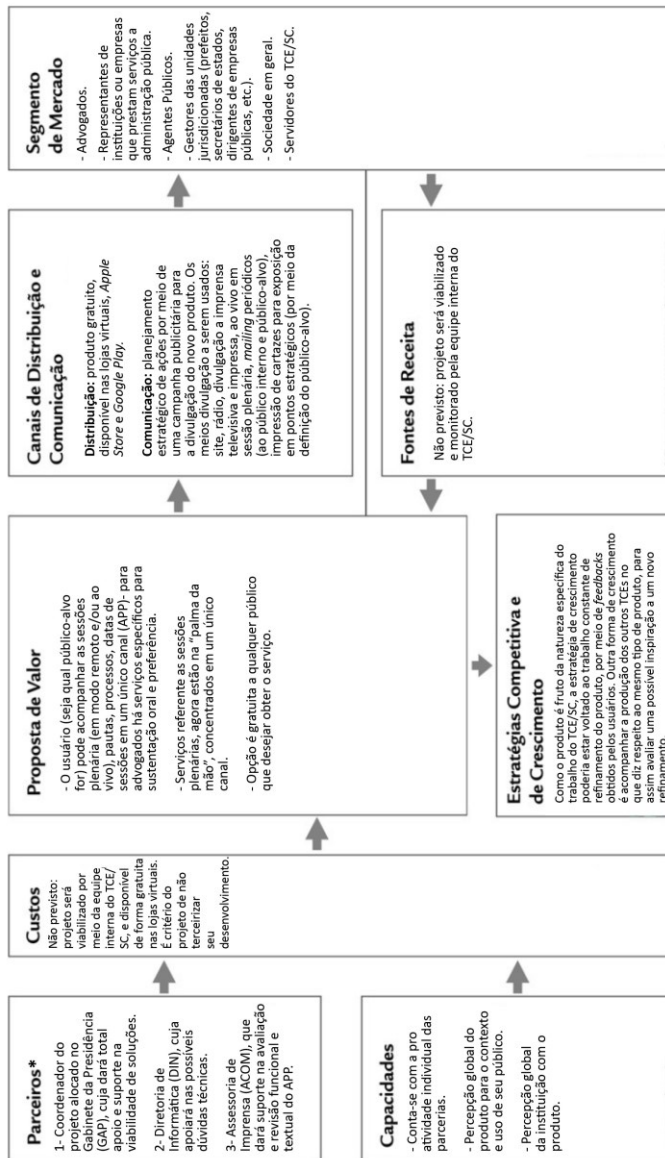 Parceiros*
1- Coordenador do
projeto alocado no
Gabinete da Presidência
(GAP), cuja dará total
apoio e suporte na
viabilidade de soluções.
2- Diretoria de
Informática (DIN), cuja
apoiará nas possíveis
dúvidas técnicas.
3- Assessoria de
Imprensa (ACOM), que
dará suporte na avaliação
e revisão funcional e
textual do APP.
Capacidades
- Conta-se com a pro
atividade individual das
parcerias.
- Percepção global do
produto para o contexto
e uso de seu público.
- Percepção global
da instituição com o
produto.
Custos
Não previsto:
projeto será
viabilizado por
meio da equipe
interna do TCE/
SC, e disponível
de forma gratuita
nas lojas virtuais.
É critério do
projeto de não
terceirizar
seu
desenvolvimento.
Proposta de Valor
- O usuário (seja qual público-alvo
for) pode acompanhar as sessões
plenária (em modo remoto e/ou ao
vivo), pautas, processos, datas de
sessões em um único canal (APP)- para
advogados há serviços específicos para
sustentação oral e preferência.
- Serviços referente as sessões
plenárias, agora estão na “palma da
mão”, concentrados em um único
canal.
- Opção é gratuita a qualquer público
que desejar obter o serviço.
Estratégias Competitiva e
de Crescimento
Como o produto é fruto da natureza específica do
trabalho do TCE/SC, a estratégia de crescimento
poderia estar voltado ao trabalho constante de
refinamento do produto, por meio de feedbacks
obtidos pelos usuários. Outra forma de crescimento
é acompanhar a produção dos outros TCEs no
que diz respeito ao mesmo tipo de produto, para
assim avaliar uma possível inspiração a um novo
refinamento.
Canais de Distribuição e
Comunicação
Distribuição: produto gratuito,
disponível nas lojas virtuais, Apple
Store e Google Play.
Comunicação: planejamento
estratégico de ações por meio de
uma campanha publicitária para
a divulgação do novo produto. Os
meios divulgação a serem usados:
site, rádio, divulgação a imprensa
televisiva e impressa, ao vivo em
sessão plenária, mailing periódicos
(ao público interno e público-alvo),
impressão de cartazes para exposição
em pontos estratégicos (por meio da
definição do público-alvo).
Fontes de Receita
Não previsto: projeto será viabilizado
e monitorado pela equipe interna do
TCE/SC.
Segmento
de Mercado
- Advogados.
- Representantes de
instituições ou empresas
que prestam serviços a
administração pública.
- Agentes Públicos.
- Gestores das unidades
jurisdicionadas (prefeitos,
secretários de estados,
dirigentes de empresas
públicas, etc.).
- Sociedade em geral.
- Servidores do TCE/SC.